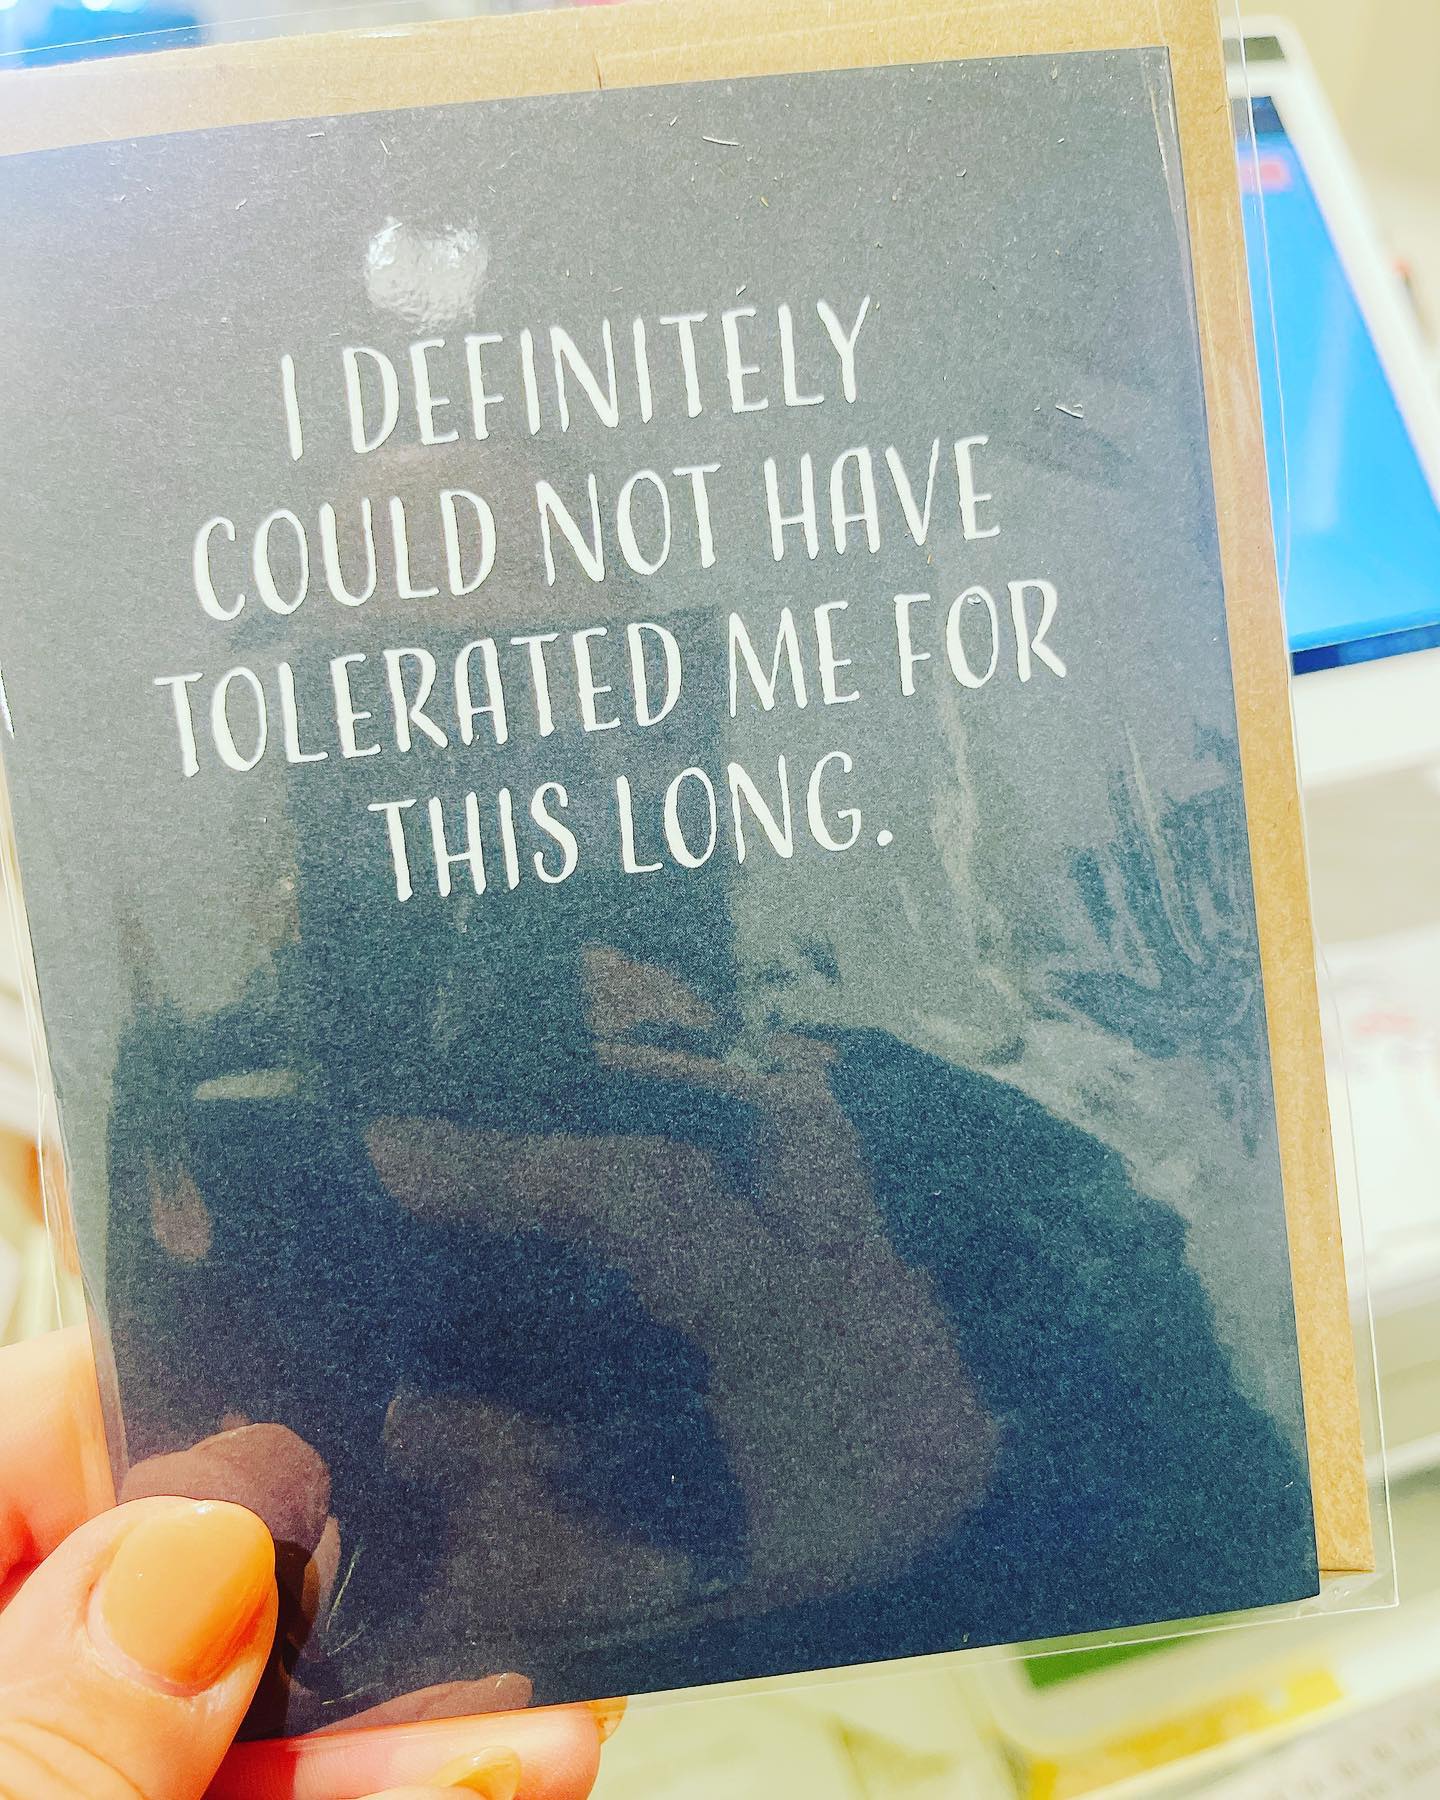 I DEFINITELY
COULD NOT HAVE
TOLERATED ME FOR
THIS LONG.